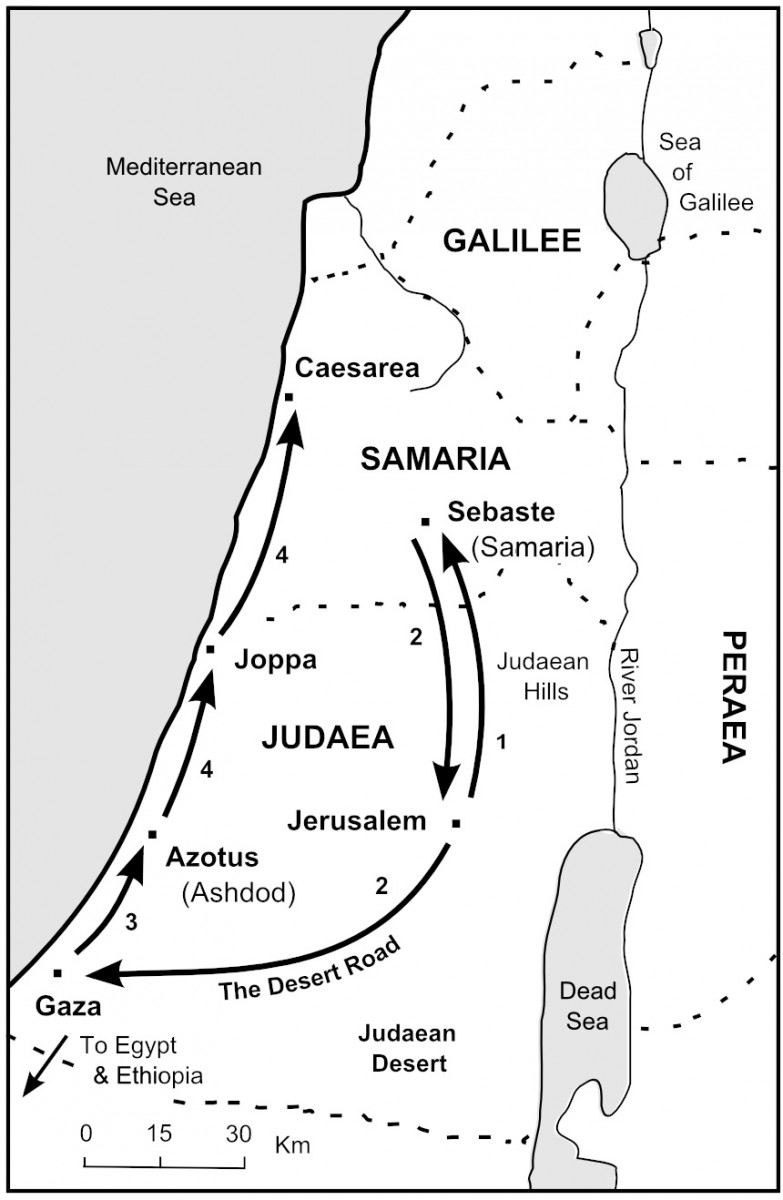 Mediterranean
Sea
Sea
of
Galilee
GALILEE
Caesarea
SAMARIA
Sebaste
(Samaria)
4
2
Judaean
Hills
1
River Jordan
PERAEA
Joppa
JUDAEA
4
Jerusalem
Azotus
(Ashdod)
2
3
The Desert Road
Gaza
Dead
Sea
Judaean
Desert
To Egypt
& Ethiopia
0 15 30 Km